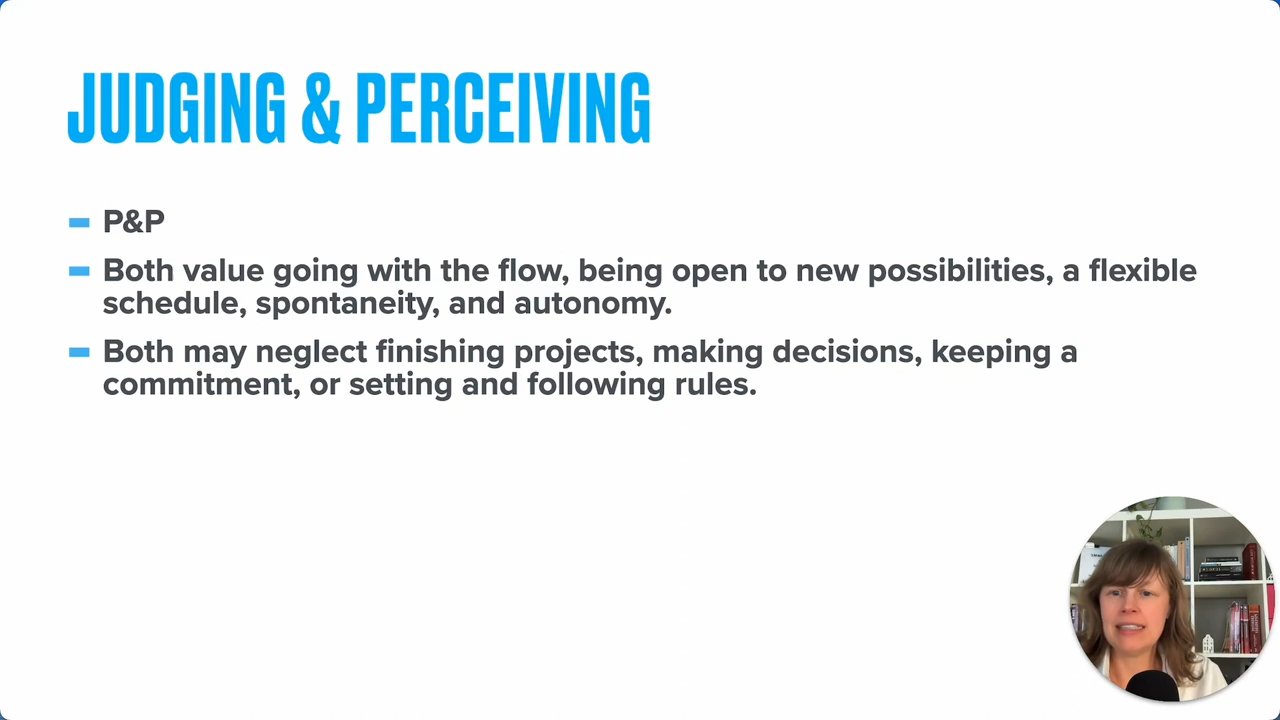 JUDGING & PERCEIVING
P&P
Both value going with the flow, being open to new possibilities, a flexible
schedule, spontaneity, and autonomy.
Both may neglect finishing projects, making decisions, keeping a
commitment, or setting and following rules.